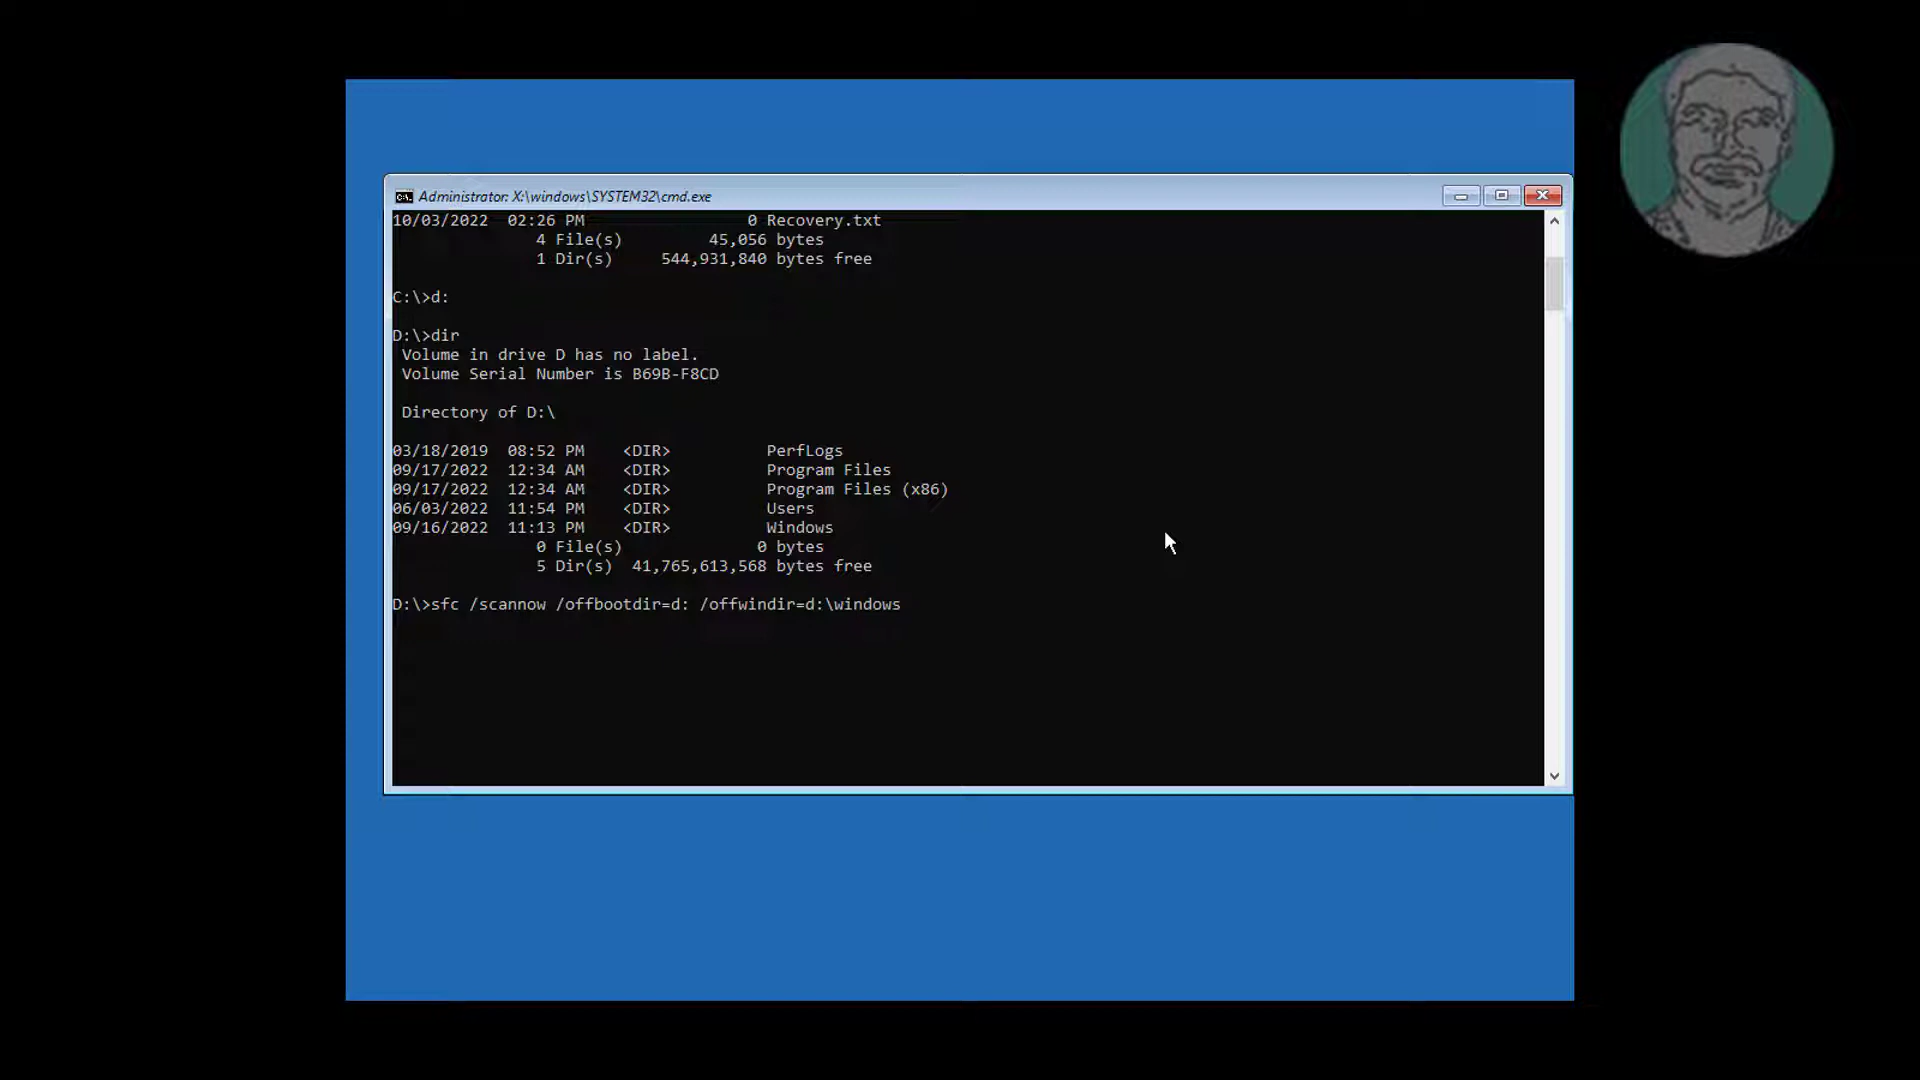 Administrator: X:\windows\SYSTEM32\cmd.exe
10/03/2022  02:26 PM                 0 Recovery.txt
               4 File(s)         45,056 bytes
               1 Dir(s)    544,931,840 bytes free
C:\>d:
D:\>dir
 Volume in drive D has no label.
 Volume Serial Number is B69B-F8CD
 Directory of D:\
03/18/2019  08:52 PM    <DIR>          PerfLogs
09/17/2022  12:34 AM    <DIR>          Program Files
09/17/2022  12:34 AM    <DIR>          Program Files (x86)
06/03/2022  11:54 PM    <DIR>          Users
09/16/2022  11:13 PM    <DIR>          Windows
               0 File(s)              0 bytes
               5 Dir(s)  41,765,613,568 bytes free
D:\>sfc /scannow /offbootdir=d: /offwindir=d:\windows